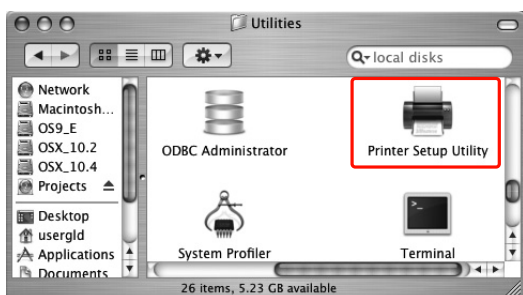 Utilities
local disks
Network
Macintosh...
OS9_E
OSX_10.2
OSX_10.4
Projects
Desktop
usergld
Applications
Documents
ODBC Administrator
Printer Setup Utility
System Profiler
>_
Terminal
26 items, 5.23 GB available